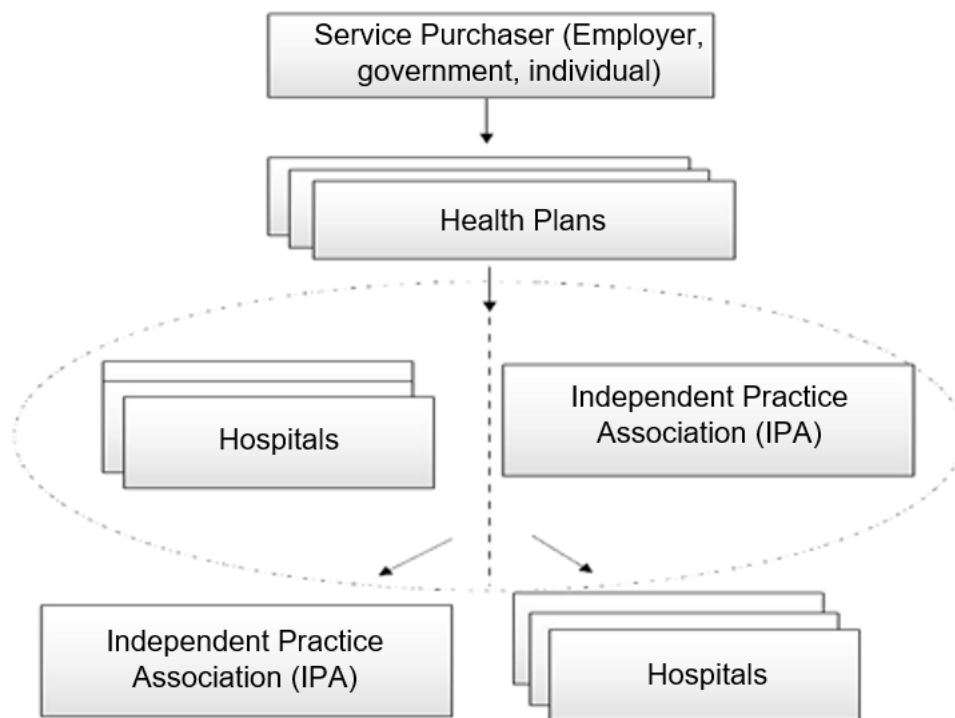 Service Purchaser (Employer,
government, individual)
Health Plans
Hospitals
Independent Practice
Association (IPA)
Independent Practice
Association (IPA)
Hospitals